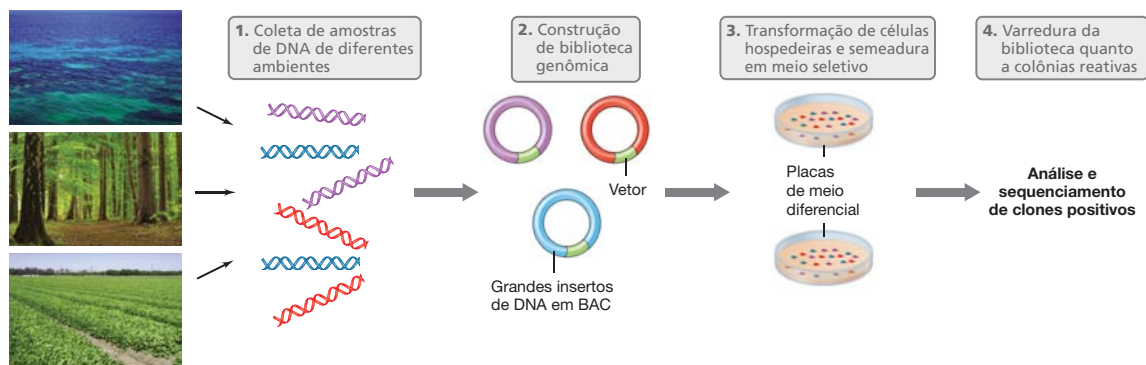 1. Coleta de amostras
de DNA de diferentes
ambientes
2. Construção
de biblioteca
genômica
3. Transformação de células
hospedeiras e semeadura
em meio seletivo
4. Varredura da
biblioteca quanto
a colônias reativas
Vetor
Grandes insertos
de DNA em BAC
Placas
de meio
diferencial
Análise e
sequenciamento
de clones positivos